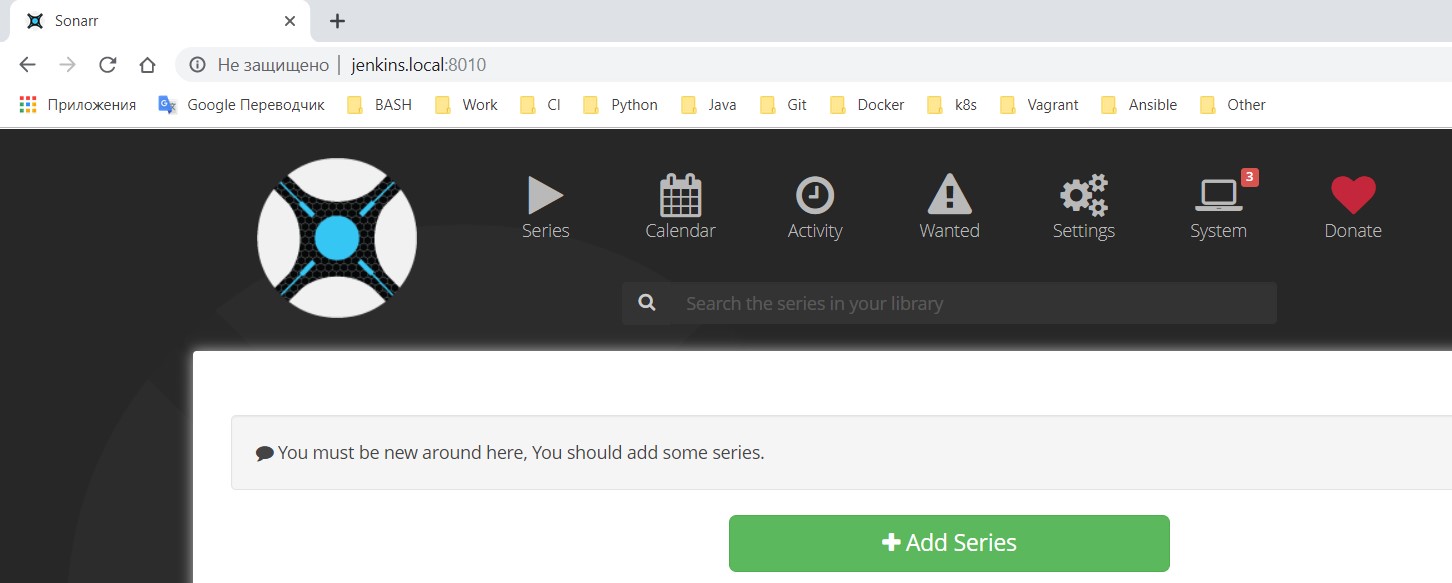 Sonarr
Не защищено | jenkins.local:8010
Приложения Google Переводчик BASH Work CI Python Java Git Docker k8s Vagrant Ansible Other
3
Series Calendar Activity Wanted Settings System Donate
Search the series in your library
You must be new around here, You should add some series.
Add Series